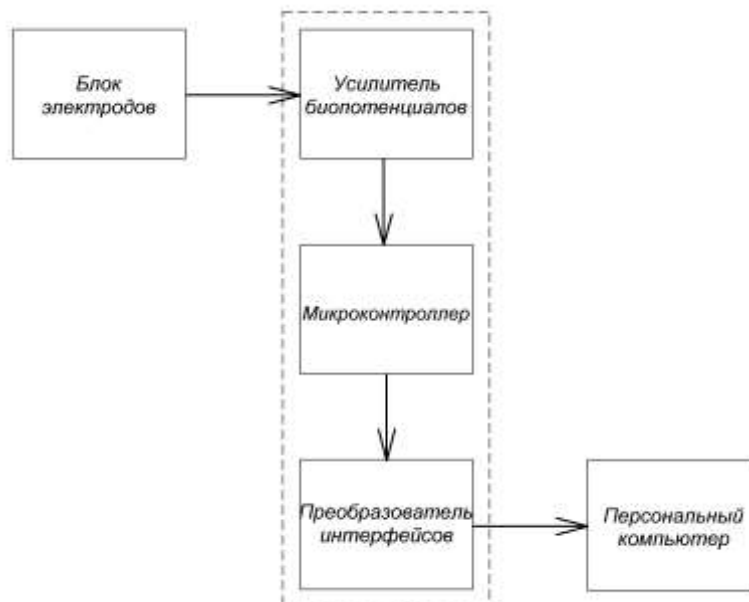 Блок
электродов
Усилитель
биопотенциалов
Микроконтроллер
Преобразователь
интерфейсов
Персональный
компьютер